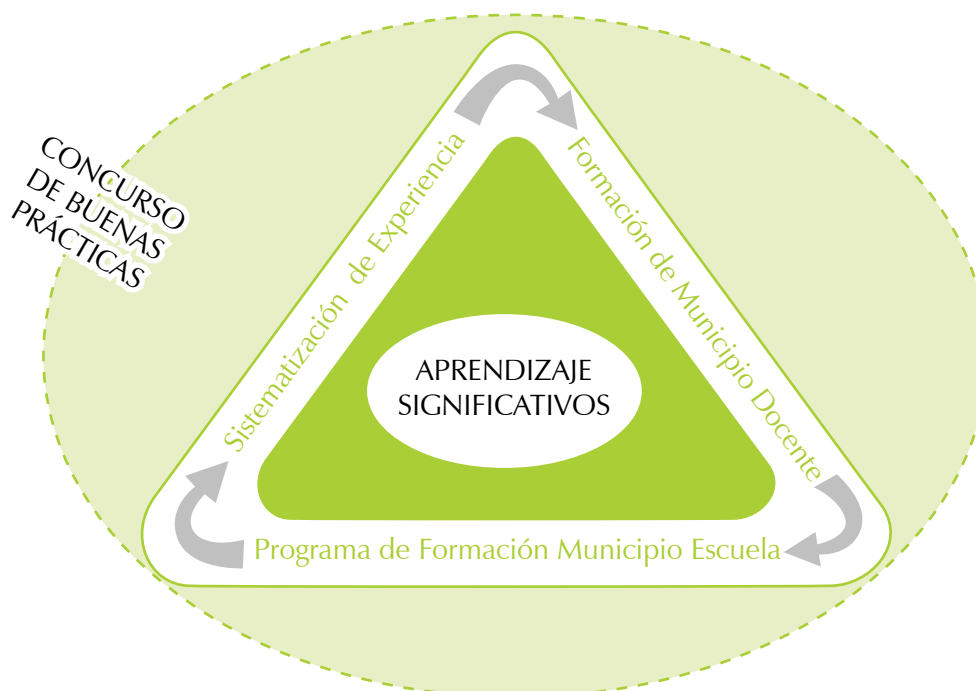 CONCURSO
DE BUENAS
PRÁCTICAS
Sistematización de Experiencia
Formación de Municipio Docente
APRENDIZAJE
SIGNIFICATIVOS
Programa de Formación Municipio Escuela